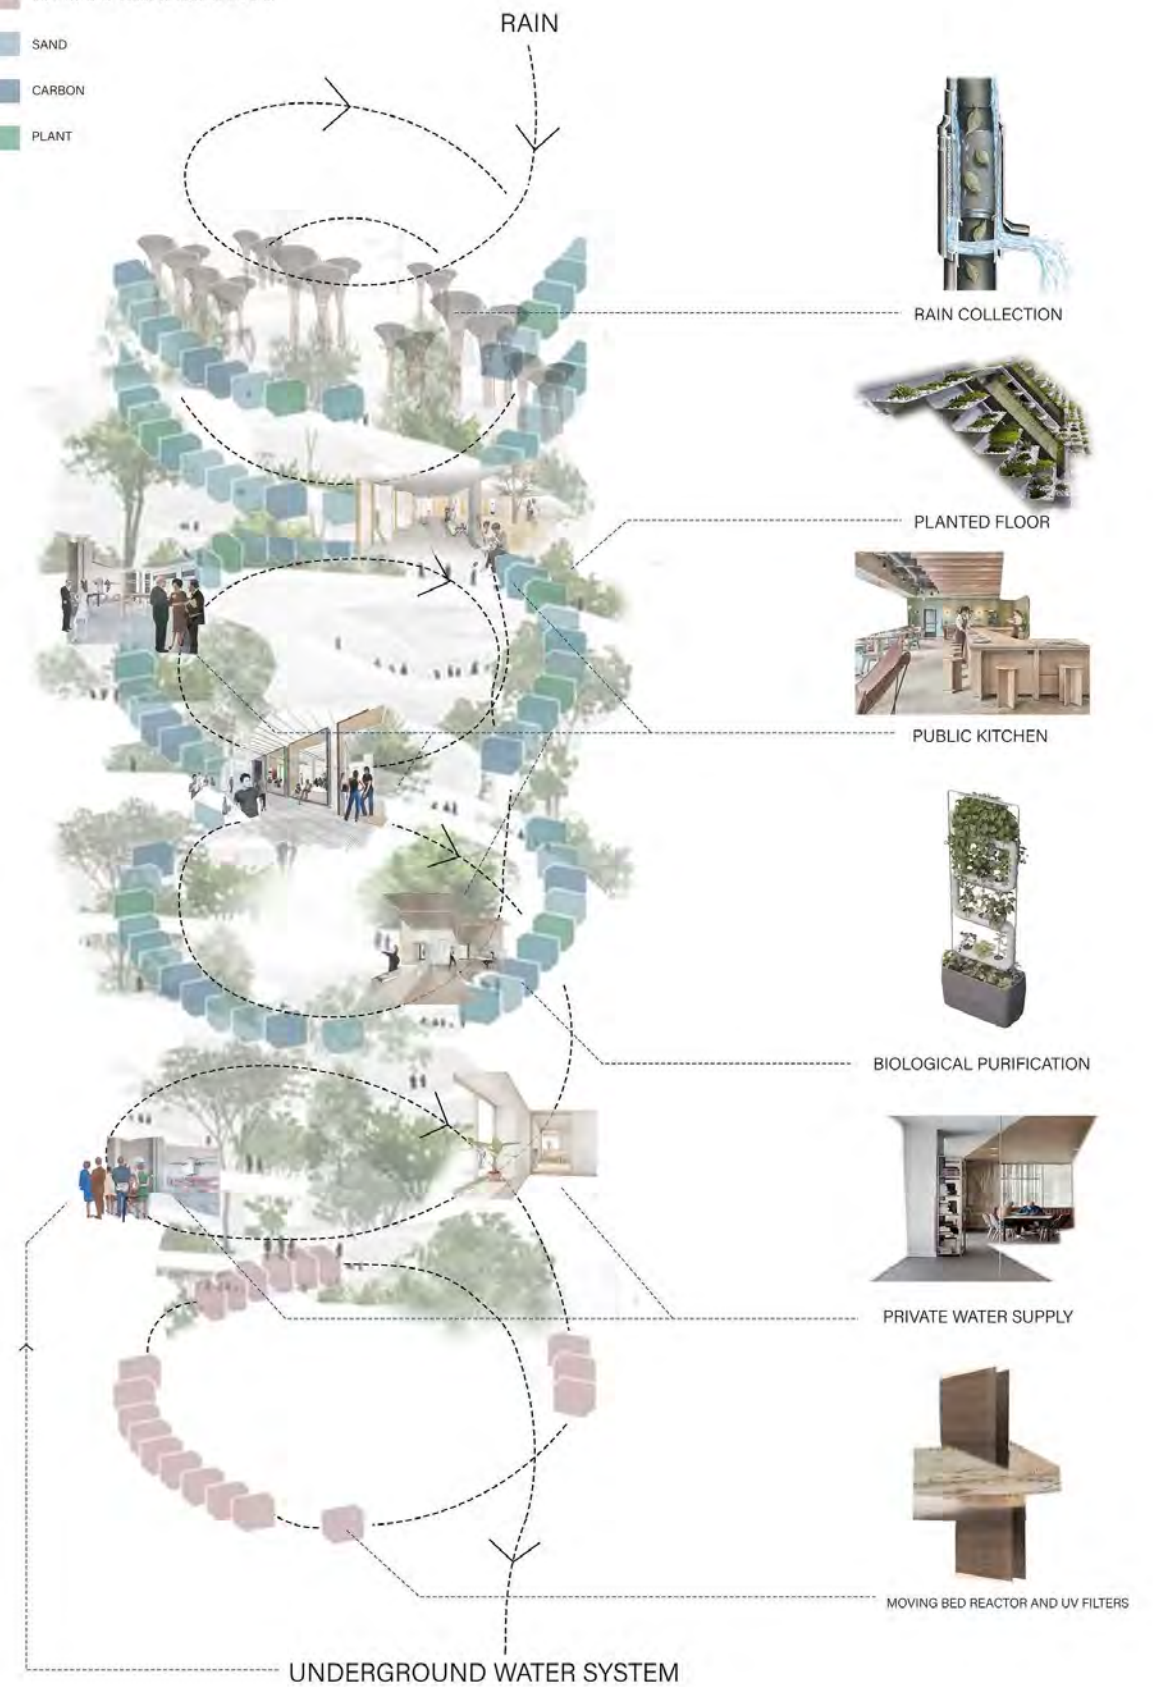 RAIN
SAND
CARBON
PLANT
RAIN COLLECTION
PLANTED FLOOR
PUBLIC KITCHEN
BIOLOGICAL PURIFICATION
PRIVATE WATER SUPPLY
MOVING BED REACTOR AND UV FILTERS
UNDERGROUND WATER SYSTEM